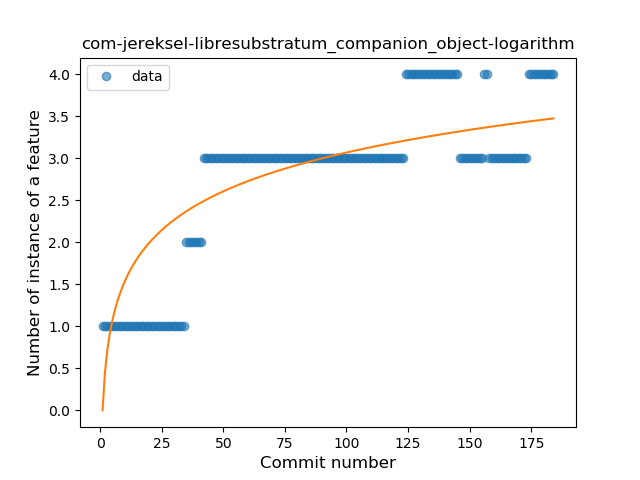 com-jereksel-libresubstratum_companion_object-logarithm
data
4.0
3.5
3.0
2.5
2.0
1.5
1.0
0.5
0.0
Number of instance of a feature
0 25 50 75 100 125 150 175
Commit number